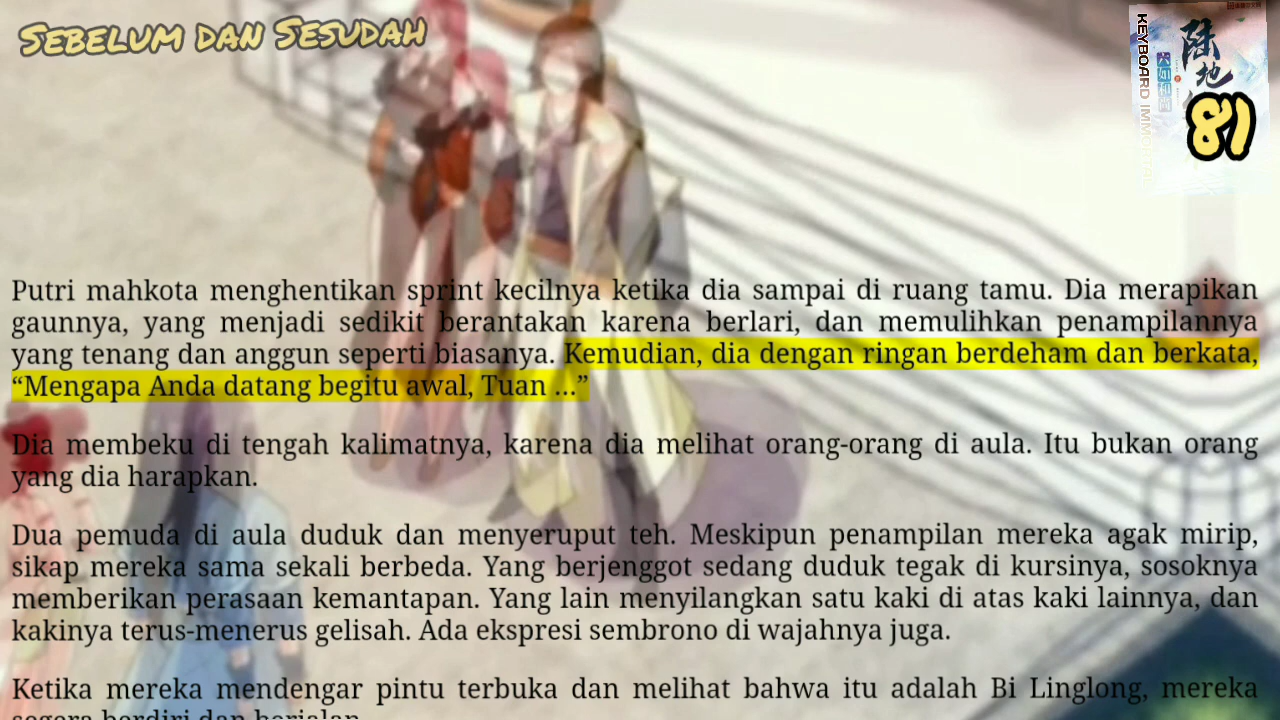 Sebelum dan Sesudah
KEYBOARD IMMORTAL
陆地
81
Putri mahkota menghentikan sprint kecilnya ketika dia sampai di ruang tamu. Dia merapikan
gaunnya, yang menjadi sedikit berantakan karena berlari, dan memulihkan penampilannya
yang tenang dan anggun seperti biasanya. Kemudian, dia dengan ringan berdeham dan berkata,
“Mengapa Anda datang begitu awal, Tuan ...”
Dia membeku di tengah kalimatnya, karena dia melihat orang-orang di aula. Itu bukan orang
yang dia harapkan.
Dua pemuda di aula duduk dan menyeruput teh. Meskipun penampilan mereka agak mirip,
sikap mereka sama sekali berbeda. Yang berjenggot sedang duduk tegak di kursinya, sosoknya
memberikan perasaan kemantapan. Yang lain menyilangkan satu kaki di atas kaki lainnya, dan
kakinya terus-menerus gelisah. Ada ekspresi sembrono di wajahnya juga.
Ketika mereka mendengar pintu terbuka dan melihat bahwa itu adalah Bi Linglong, mereka
segera berdiri dan berjalan